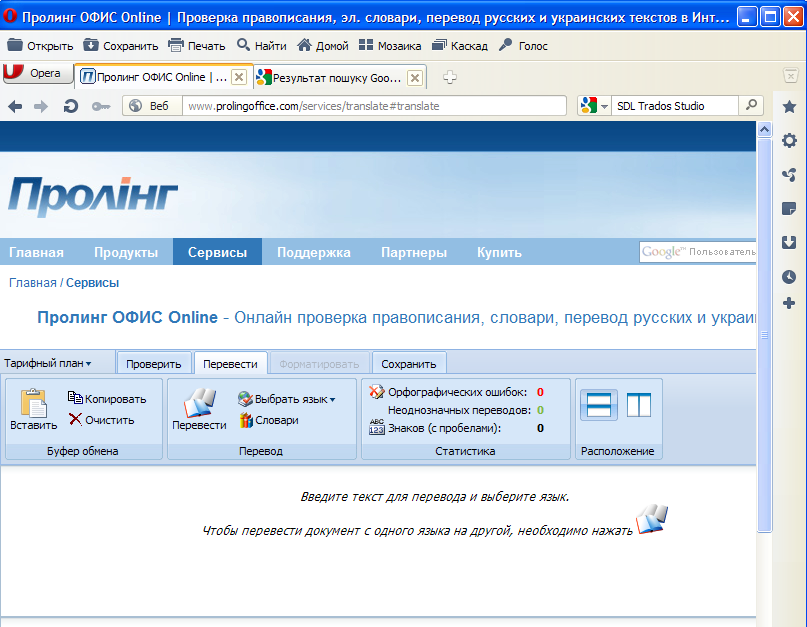 Пролинг ОФИС Online | Проверка правописания, эл. словари, перевод русских и украинских текстов в Инт...
Открыть Сохранить Печать Найти Домой Мозаика Каскад Голос
Opera Пролинг ОФИС Online | ... Результат пошуку Goo...
Веб www.prolingoffice.com/services/translate#translate SDL Trados Studio
Пролінг
Главная Продукты Сервисы Поддержка Партнеры Купить Google™ Пользователь
Главная / Сервисы
Пролинг ОФИС Online - Онлайн проверка правописания, словари, перевод русских и украи
Тарифный план Проверить Перевести Форматировать Сохранить
Вставить Копировать Очистить
Буфер обмена
Перевести Выбрать язык Словари
Перевод
Орфографических ошибок: 0
Неоднозначных переводов: 0
ABC 123 Знаков (с пробелами): 0
Статистика
Расположение
Введите текст для перевода и выберите язык.
Чтобы перевести документ с одного языка на другой, необходимо нажать